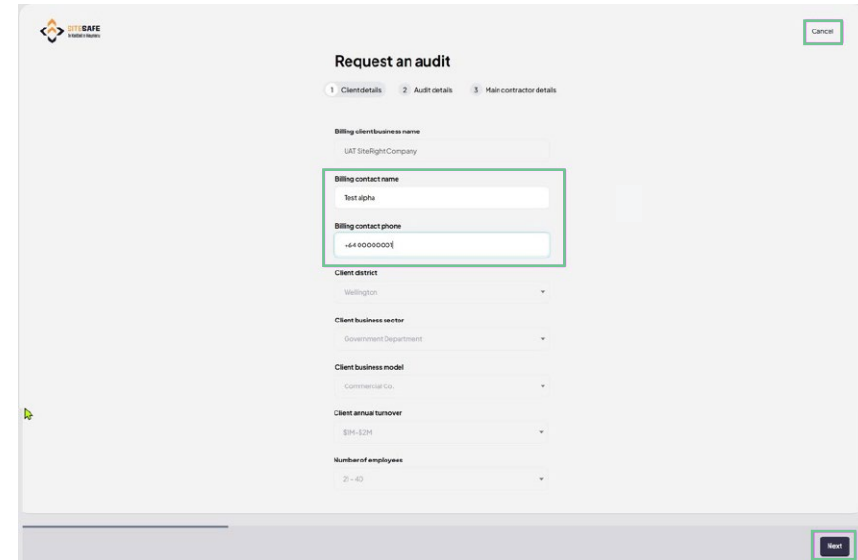 SITESAFE
Cancel
Request an audit
1 Client details 2 Audit details 3 Main contractor details
Billing client business name
UAT SiteRight Company
Billing contact name
Test alpha
Billing contact phone
+64 00000001
Client district
Wellington
Client business sector
Government Department
Client business model
Commercial Co.
Client annual turnover
$1M-$2M
Number of employees
21 - 40
Next